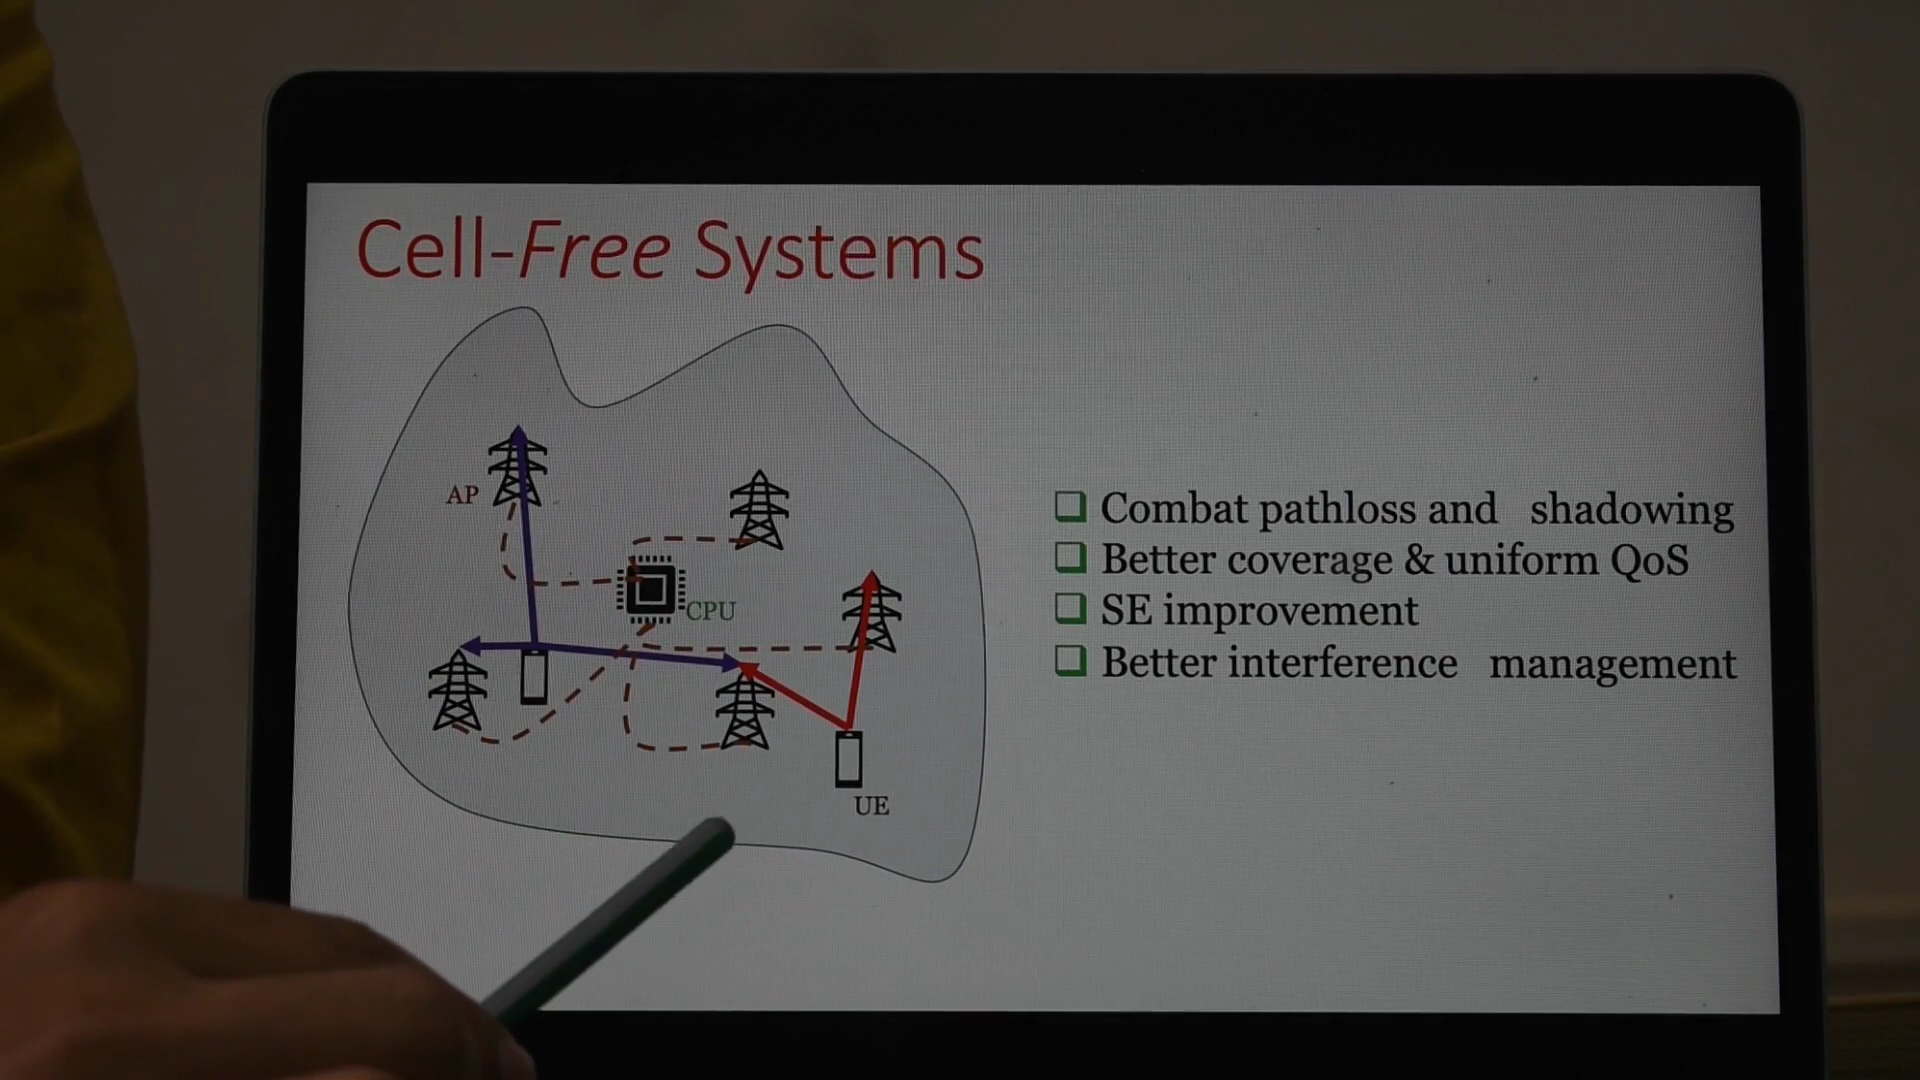 Cell-Free Systems
AP
CPU
UE
Combat pathloss and shadowing
Better coverage & uniform QoS
SE improvement
Better interference management